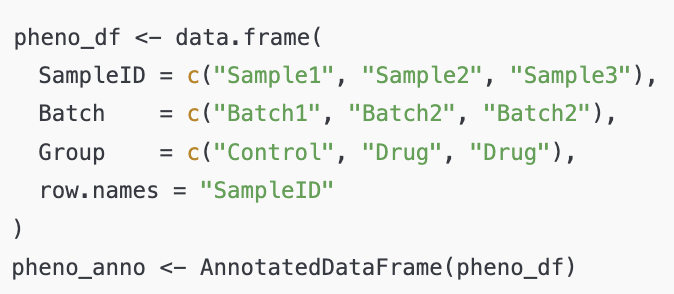 pheno_df <- data.frame(
  SampleID = c("Sample1", "Sample2", "Sample3"),
  Batch    = c("Batch1", "Batch2", "Batch2"),
  Group    = c("Control", "Drug", "Drug"),
  row.names = "SampleID"
)
pheno_anno <- AnnotatedDataFrame(pheno_df)